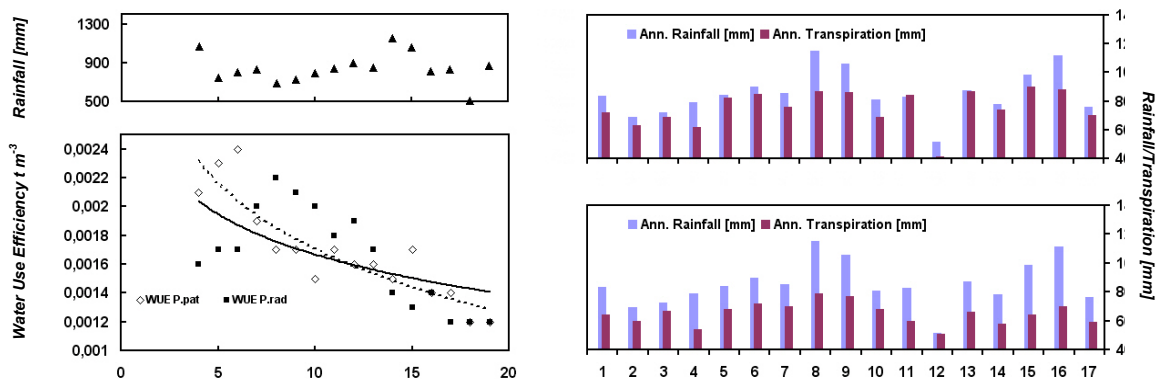 Rainfall [mm]
1300
900
500
Water Use Efficiency t m⁻³
0,0024
0,0022
0,002
0,0018
0,0016
0,0014
0,0012
0,001
WUE P.pat WUE P.rad
0 5 10 15 20
Ann. Rainfall [mm] Ann. Transpiration [mm]
Ann. Rainfall [mm] Ann. Transpiration [mm]
1 2 3 4 5 6 7 8 9 10 11 12 13 14 15 16 17
Rainfall/Transpiration [mm]